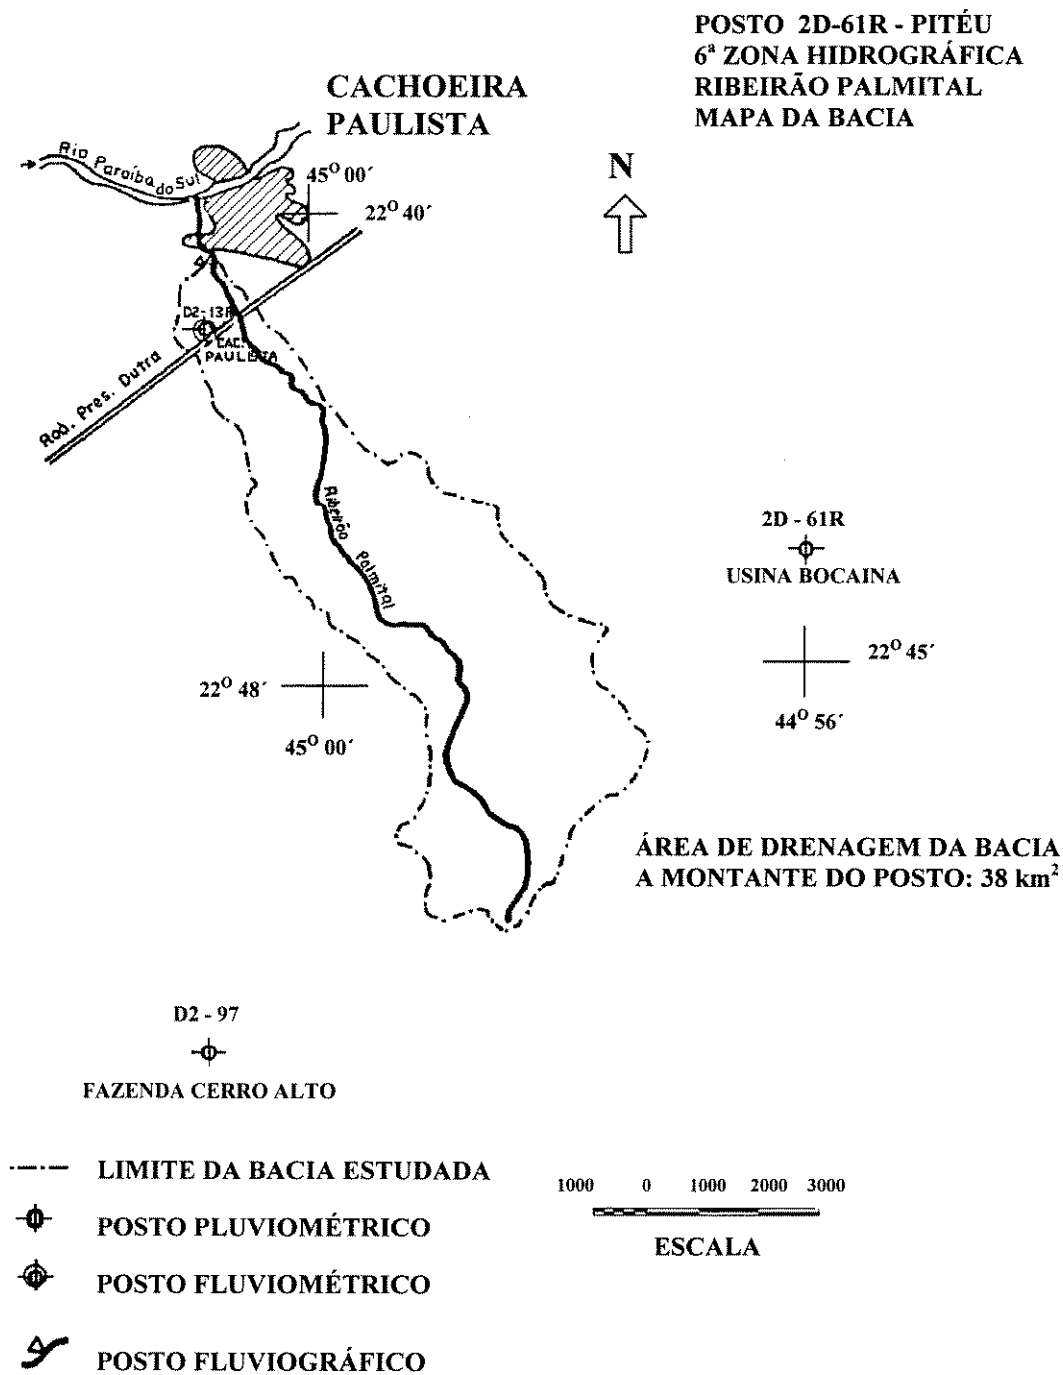 POSTO 2D-61R - PITÉU
6ª ZONA HIDROGRÁFICA
RIBEIRÃO PALMITAL
MAPA DA BACIA
CACHOEIRA
PAULISTA
N
Rio Paraíba do Sul
45° 00´
22° 40´
D2-13R
CAC.
PAULISTA
Rod. Pres. Dutra
Ribeirão Palmital
2D - 61R
USINA BOCAINA
22° 45´
44° 56´
22° 48´
45° 00´
ÁREA DE DRENAGEM DA BACIA
A MONTANTE DO POSTO: 38 km²
D2 - 97
FAZENDA CERRO ALTO
LIMITE DA BACIA ESTUDADA
POSTO PLUVIOMÉTRICO
POSTO FLUVIOMÉTRICO
POSTO FLUVIOGRÁFICO
1000 0 1000 2000 3000
ESCALA